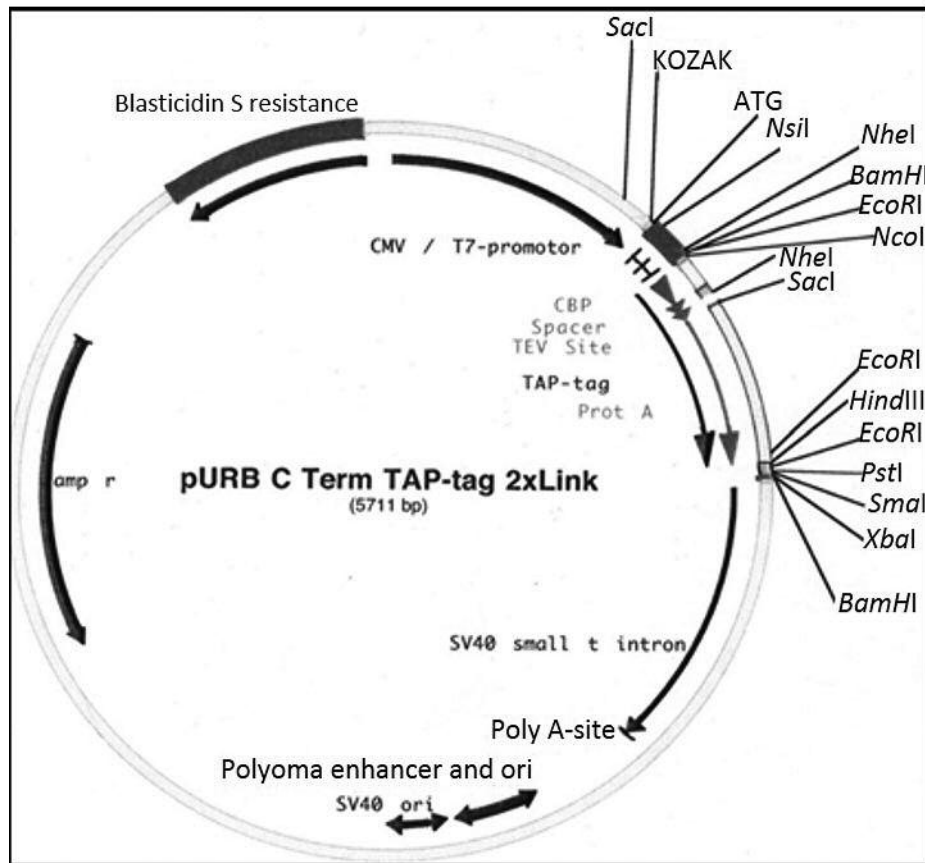 SacI
KOZAK
Blasticidin S resistance
ATG
NsiI
NheI
BamHI
EcoRI
NcoI
CMV / T7-promotor
NheI
SacI
CBP
Spacer
TEV Site
TAP-tag
Prot A
EcoRI
HindIII
EcoRI
PstI
SmaI
XbaI
BamHI
amp r
pURB C Term TAP-tag 2xLink
(5711 bp)
SV40 small t intron
Poly A-site
Polyoma enhancer and ori
SV40 ori